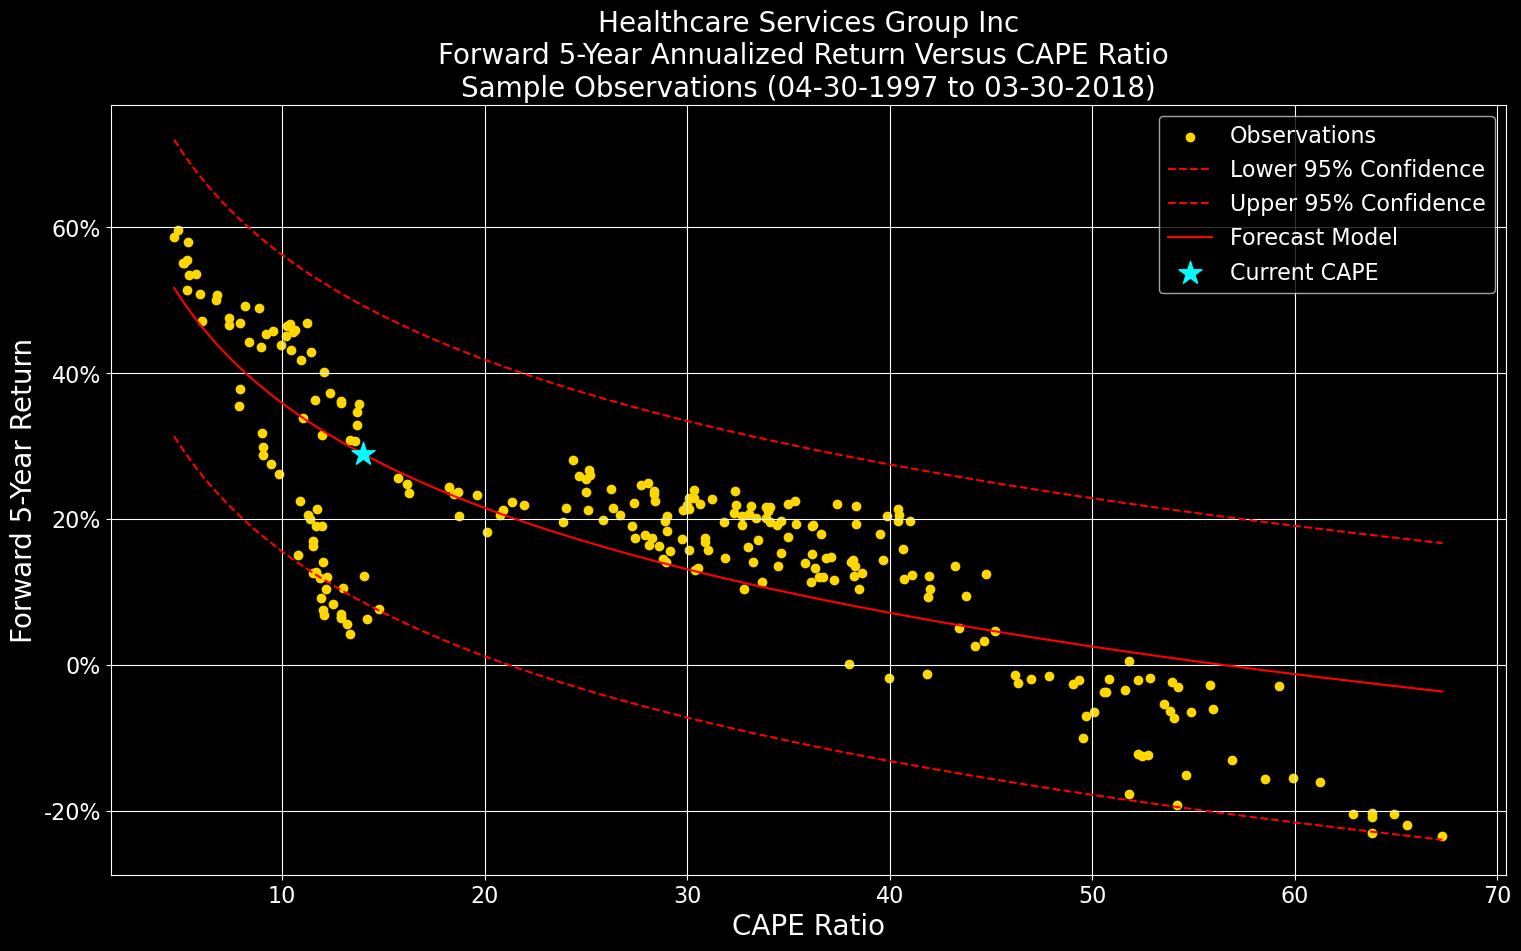 Healthcare Services Group Inc
Forward 5-Year Annualized Return Versus CAPE Ratio
Sample Observations (04-30-1997 to 03-30-2018)
Observations
Lower 95% Confidence
Upper 95% Confidence
Forecast Model
Current CAPE
Forward 5-Year Return
60%
40%
20%
0%
-20%
10 20 30 40 50 60 70
CAPE Ratio